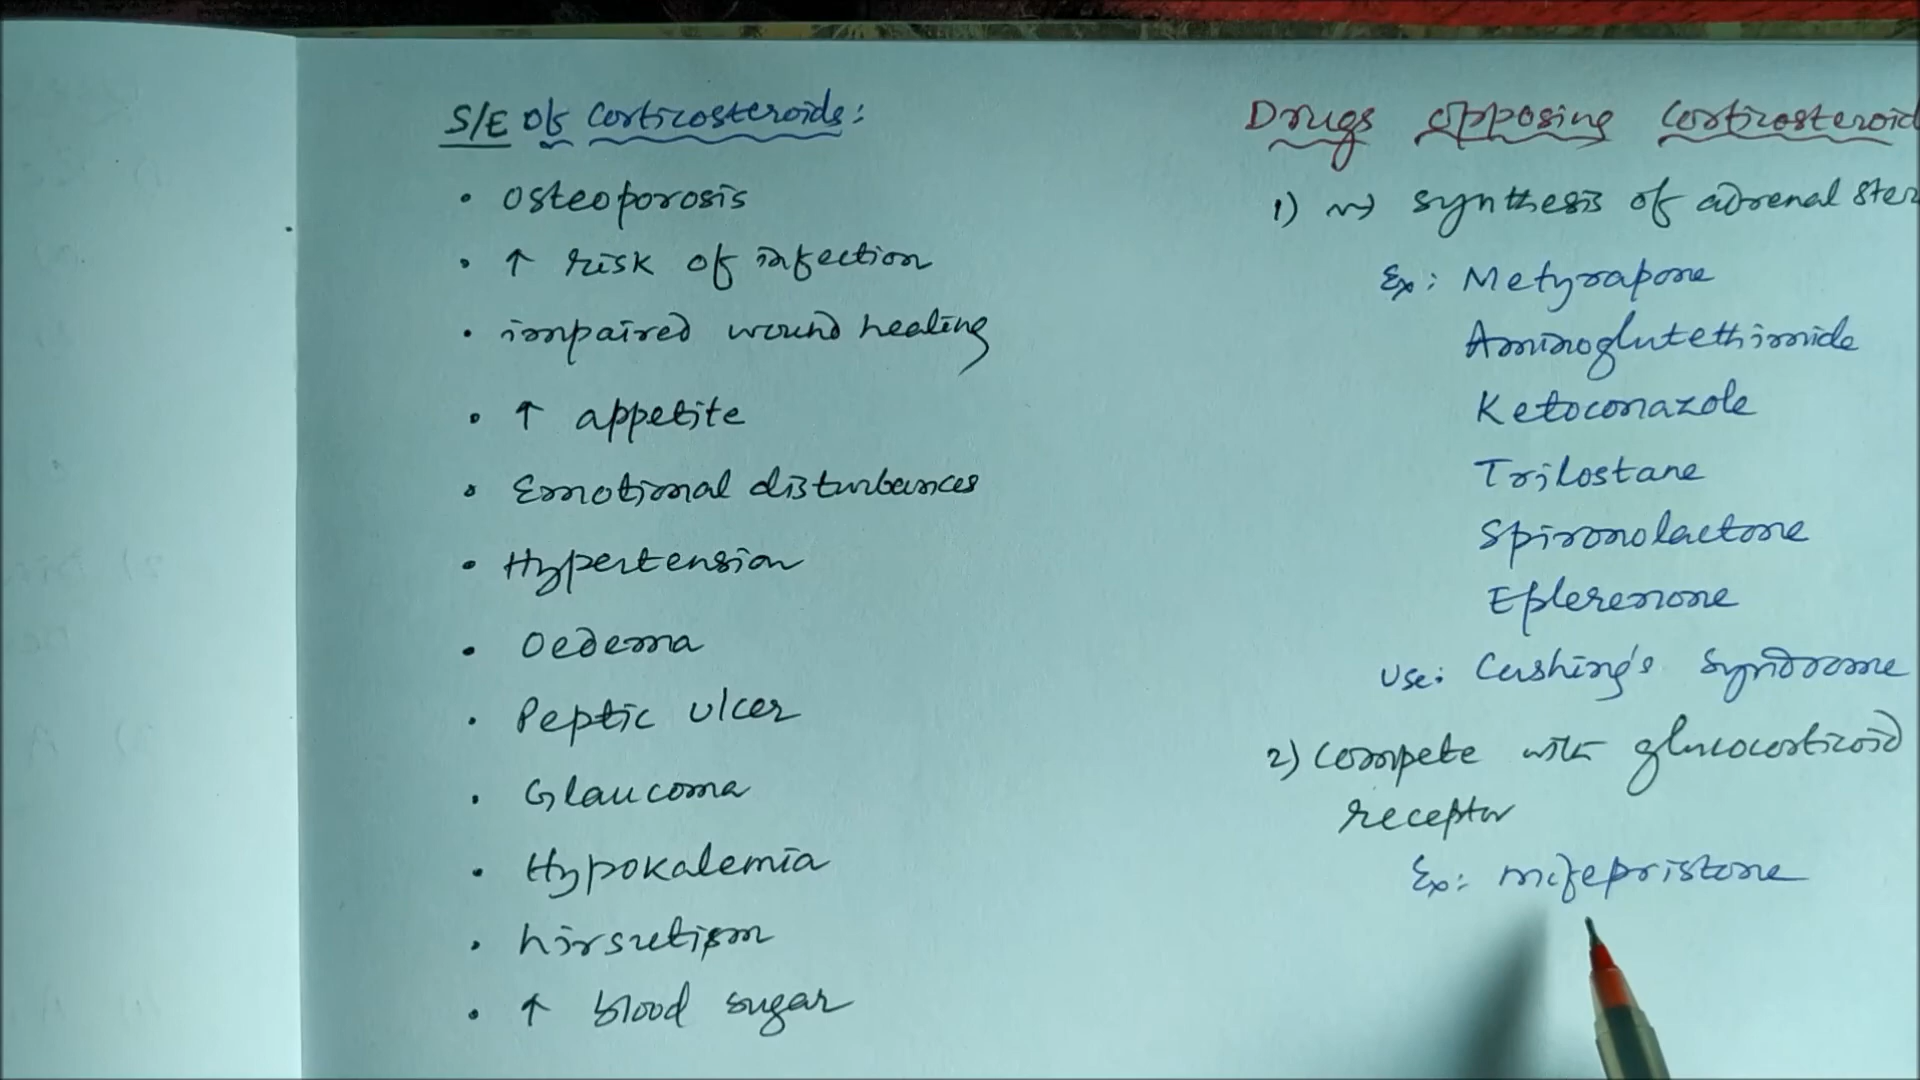 S/E Of Corticosteroids:
• Osteoporosis
• ↑ risk of infection
• impaired wound healing
• ↑ appetite
• Emotional disturbances
• Hypertension
• Oedema
• Peptic ulcer
• Glaucoma
• Hypokalemia
• hirsutism
• ↑ blood sugar
Drugs opposing Corticosteroid
1) synthesis of adrenal ster
Ex: Metyrapone
Aminoglutethimide
Ketoconazole
Trilostane
Spironolactone
Eplerenone
Use: Cushing's Syndrome
2) Compete with glucocorticoid
receptor
Ex: mifepristone